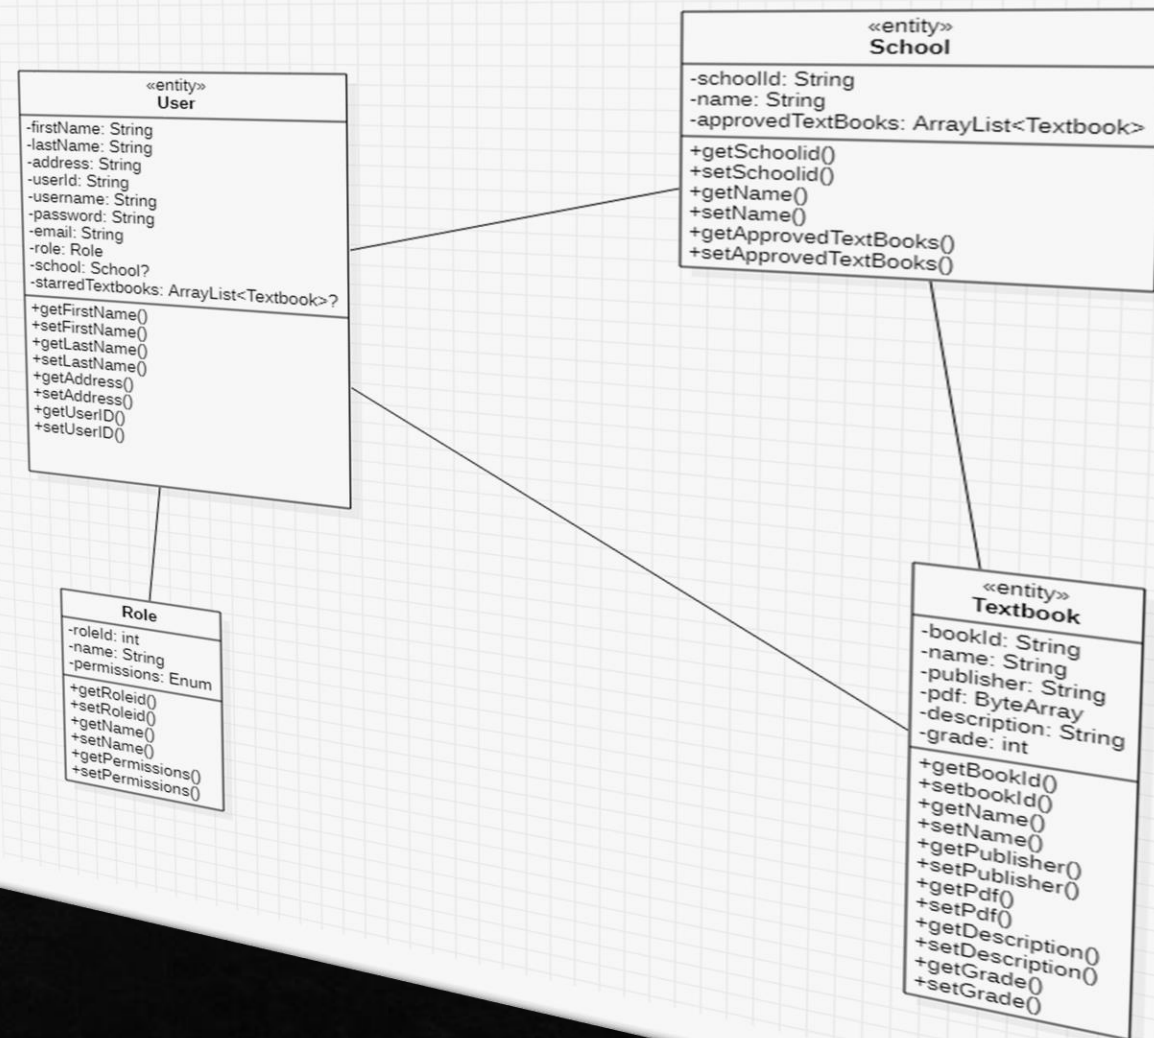 «entity»
User
-firstName: String
-lastName: String
-address: String
-userId: String
-username: String
-password: String
-email: String
-role: Role
-school: School?
-starredTextbooks: ArrayList<Textbook>?
+getFirstName()
+setFirstName()
+getLastName()
+setLastName()
+getAddress()
+setAddress()
+getUserID()
+setUserID()
«entity»
School
-schoolId: String
-name: String
-approvedTextBooks: ArrayList<Textbook>
+getSchoolid()
+setSchoolid()
+getName()
+setName()
+getApprovedTextBooks()
+setApprovedTextBooks()
Role
-roleId: int
-name: String
-permissions: Enum
+getRoleid()
+setRoleid()
+getName()
+setName()
+getPermissions()
+setPermissions()
«entity»
Textbook
-bookId: String
-name: String
-publisher: String
-pdf: ByteArray
-description: String
-grade: int
+getBookId()
+setbookId()
+getName()
+setName()
+getPublisher()
+setPublisher()
+getPdf()
+setPdf()
+getDescription()
+setDescription()
+getGrade()
+setGrade()